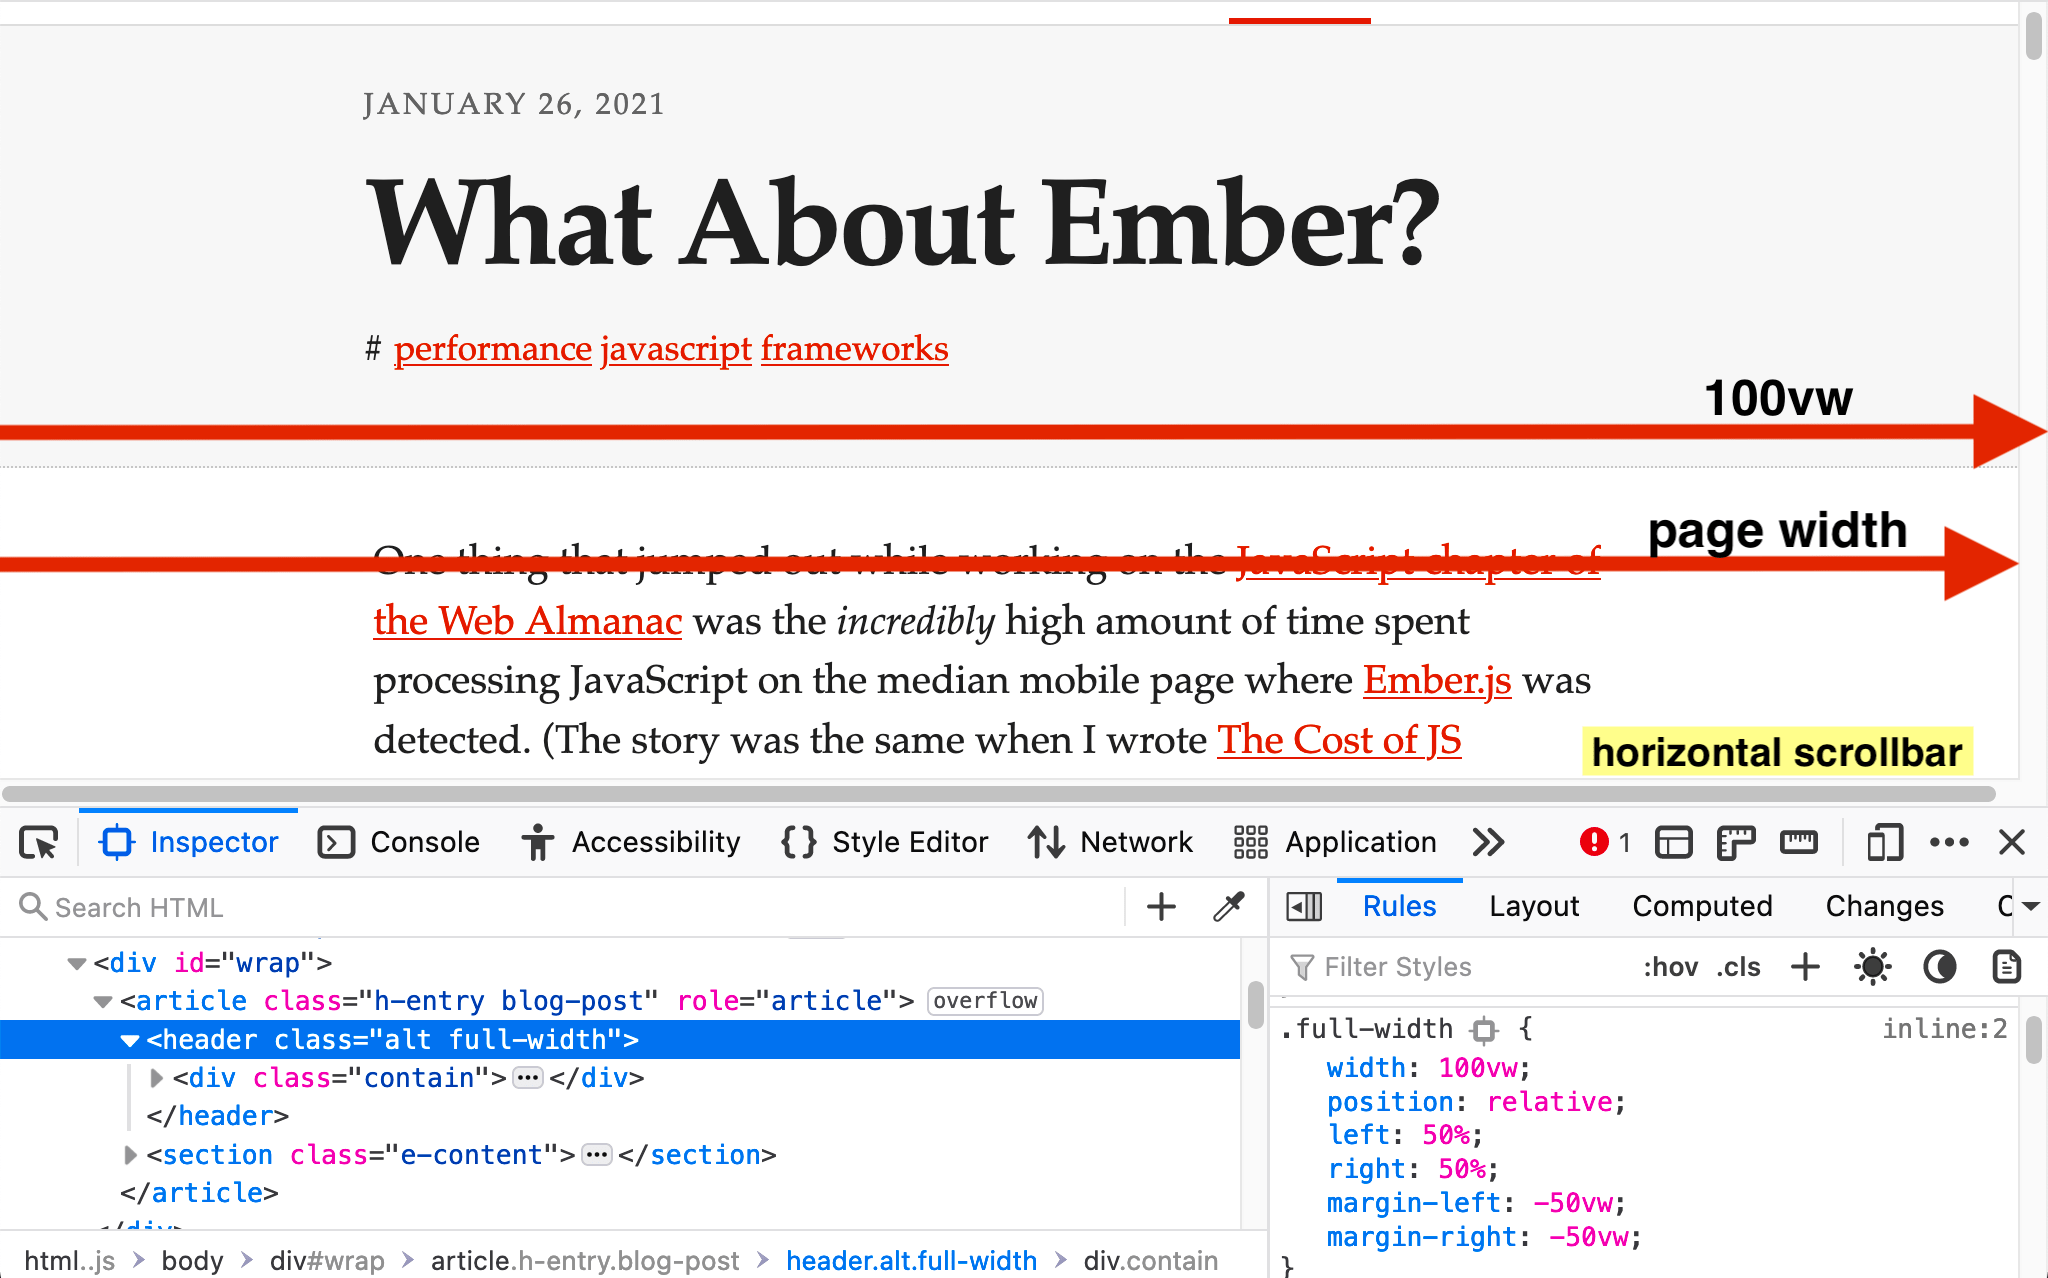 JANUARY 26, 2021
What About Ember?
# performance javascript frameworks
100vw
page width
One thing that jumped out while working on the JavaScript chapter of
the Web Almanac was the incredibly high amount of time spent
processing JavaScript on the median mobile page where Ember.js was
detected. (The story was the same when I wrote The Cost of JS
horizontal scrollbar
Inspector Console Accessibility Style Editor Network Application 1
Search HTML
<div id="wrap">
<article class="h-entry blog-post" role="article"> overflow
<header class="alt full-width">
<div class="contain"> </div>
</header>
<section class="e-content"> </section>
</article>
html..js body div#wrap article.h-entry.blog-post header.alt.full-width div.contain
Rules Layout Computed Changes
Filter Styles :hov .cls
.full-width { inline:2
width: 100vw;
position: relative;
left: 50%;
right: 50%;
margin-left: -50vw;
margin-right: -50vw;
}